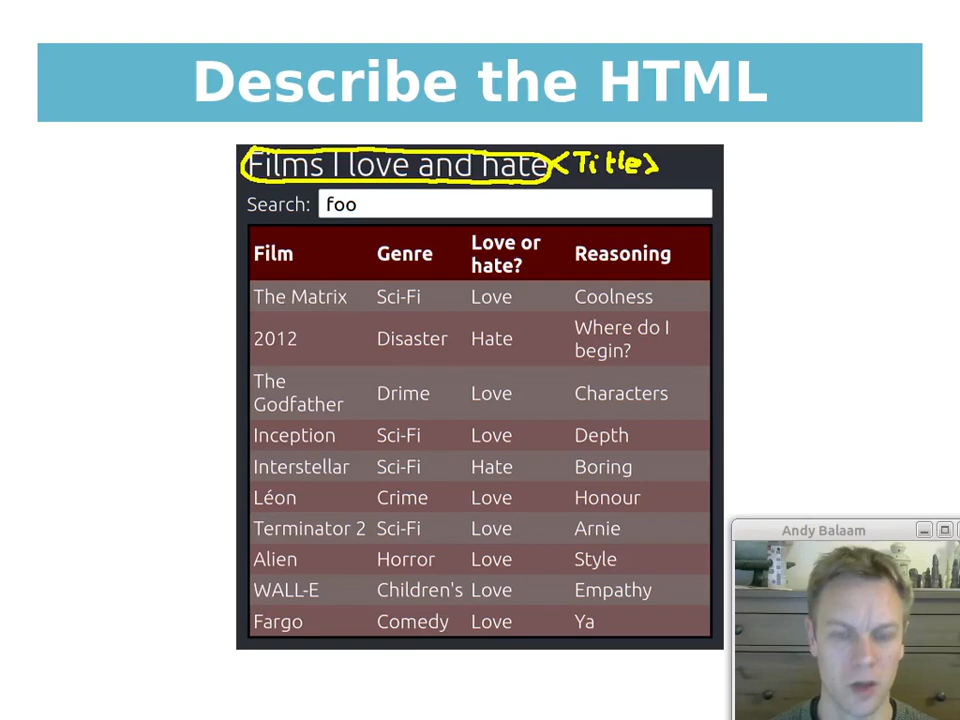 Describe the HTML
Films I love and hate <Title>
Search: foo
Film Genre Love or hate? Reasoning
The Matrix Sci-Fi Love Coolness
2012 Disaster Hate Where do I begin?
The Godfather Drime Love Characters
Inception Sci-Fi Love Depth
Interstellar Sci-Fi Hate Boring
Léon Crime Love Honour
Terminator 2 Sci-Fi Love Arnie
Alien Horror Love Style
WALL-E Children's Love Empathy
Fargo Comedy Love Ya
Andy Balaam